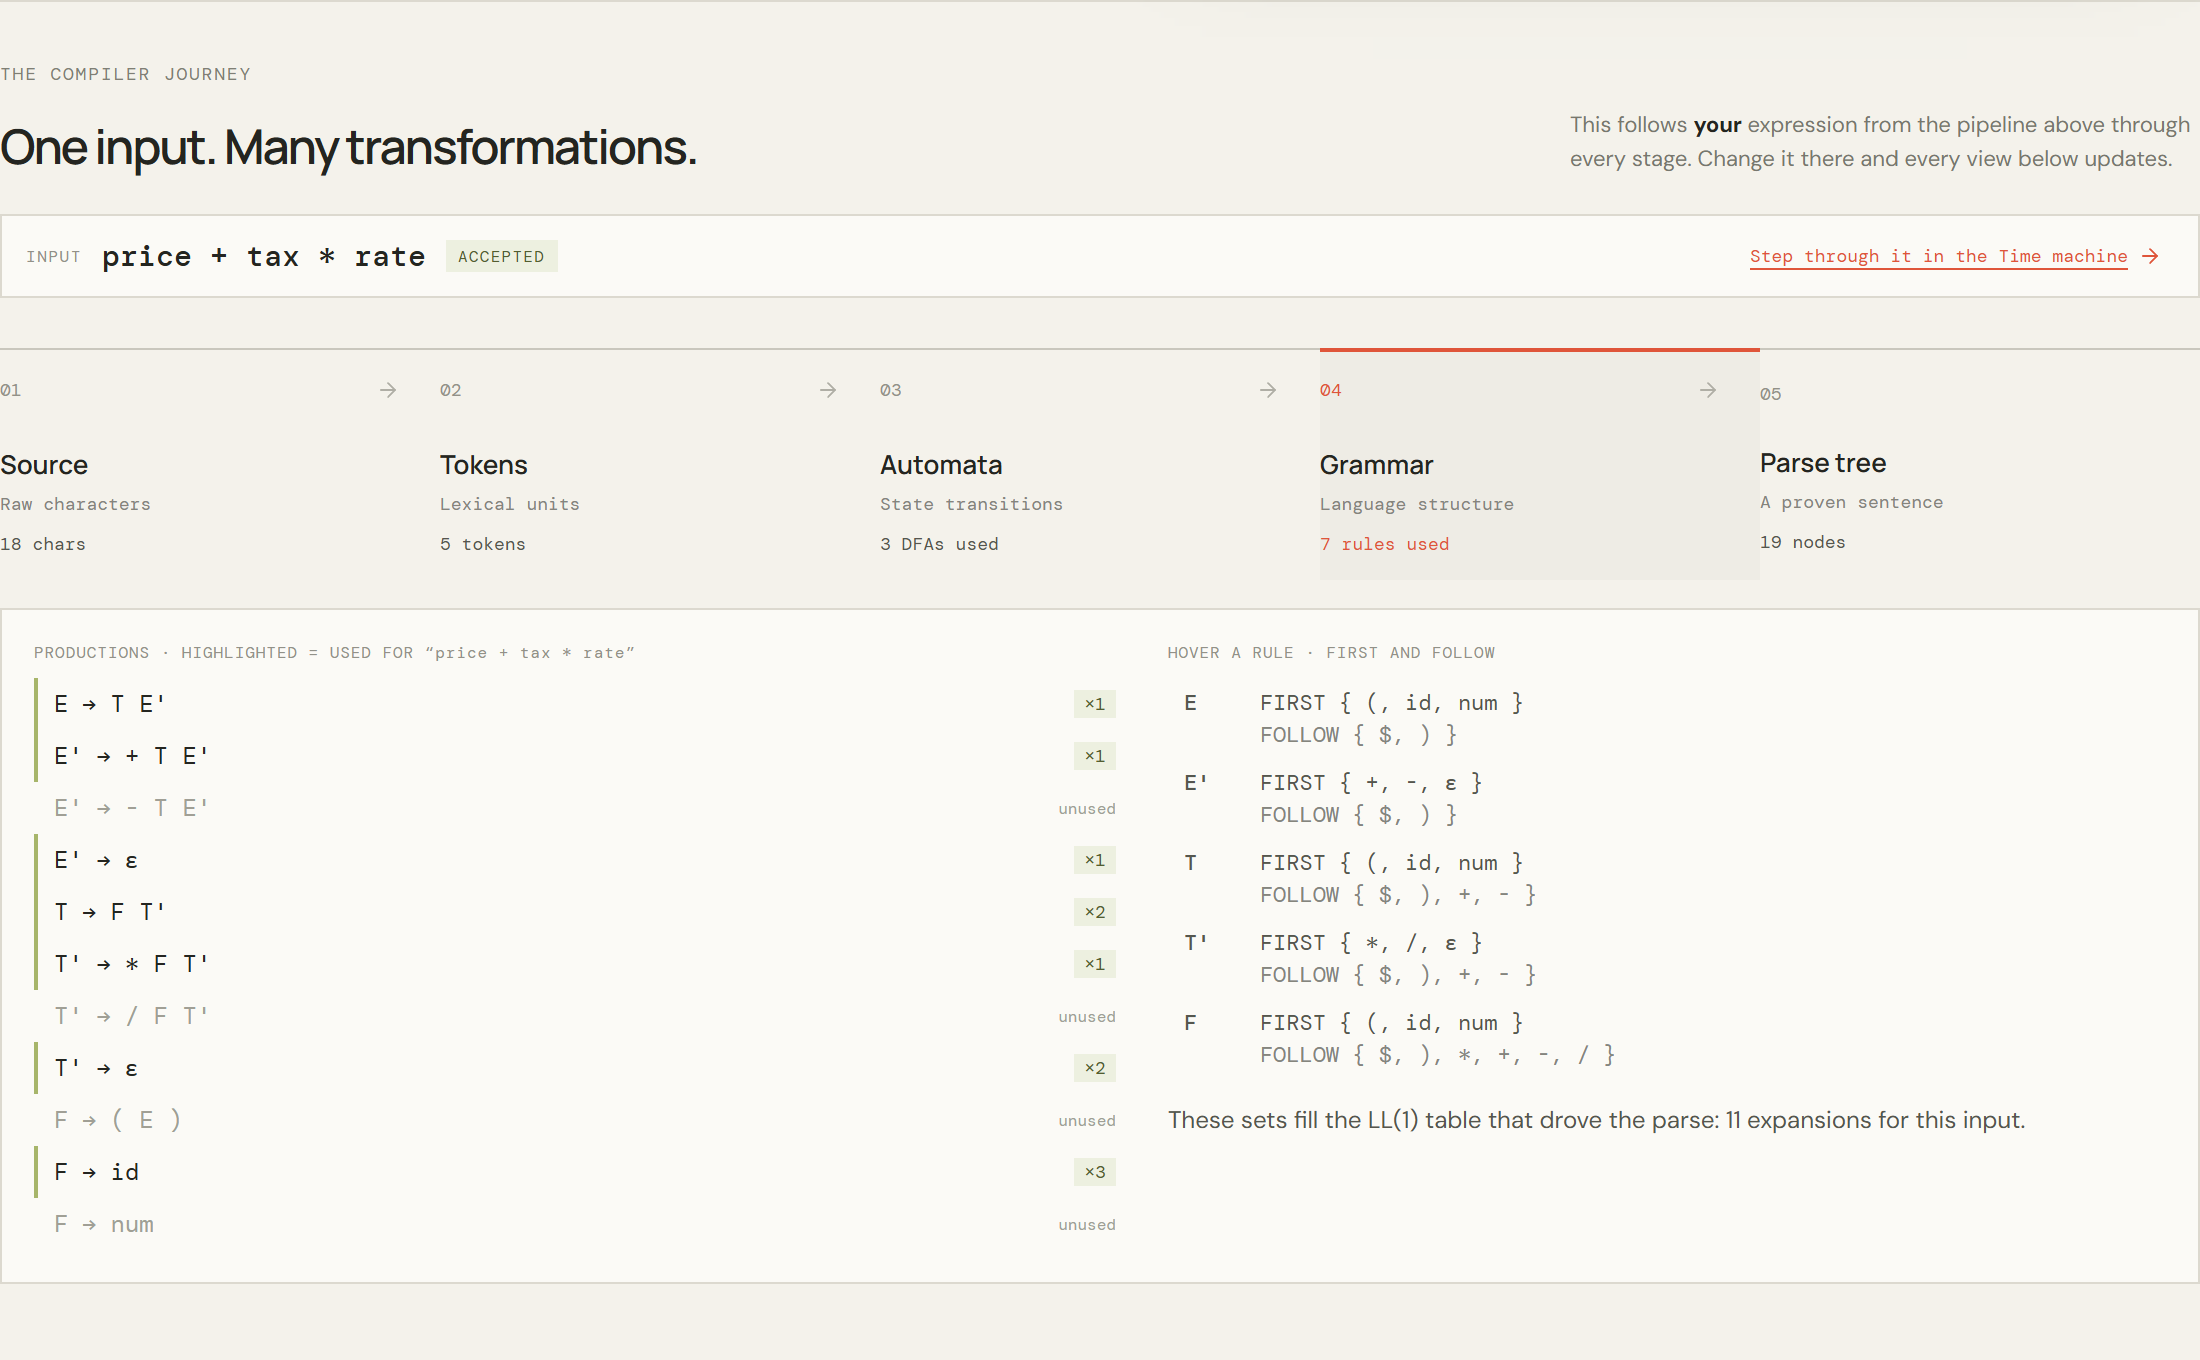 THE COMPILER JOURNEY
One input. Many transformations.
This follows your expression from the pipeline above through
every stage. Change it there and every view below updates.
INPUT price + tax * rate ACCEPTED
Step through it in the Time machine →
01 →
Source
Raw characters
18 chars
02 →
Tokens
Lexical units
5 tokens
03 →
Automata
State transitions
3 DFAs used
04 →
Grammar
Language structure
7 rules used
05
Parse tree
A proven sentence
19 nodes
PRODUCTIONS · HIGHLIGHTED = USED FOR “price + tax * rate”
E → T E' ×1
E' → + T E' ×1
E' → - T E' unused
E' → ε ×1
T → F T' ×2
T' → * F T' ×1
T' → / F T' unused
T' → ε ×2
F → ( E ) unused
F → id ×3
F → num unused
HOVER A RULE · FIRST AND FOLLOW
E FIRST { (, id, num }
FOLLOW { $, ) }
E' FIRST { +, -, ε }
FOLLOW { $, ) }
T FIRST { (, id, num }
FOLLOW { $, ), +, - }
T' FIRST { *, /, ε }
FOLLOW { $, ), +, - }
F FIRST { (, id, num }
FOLLOW { $, ), *, +, -, / }
These sets fill the LL(1) table that drove the parse: 11 expansions for this input.